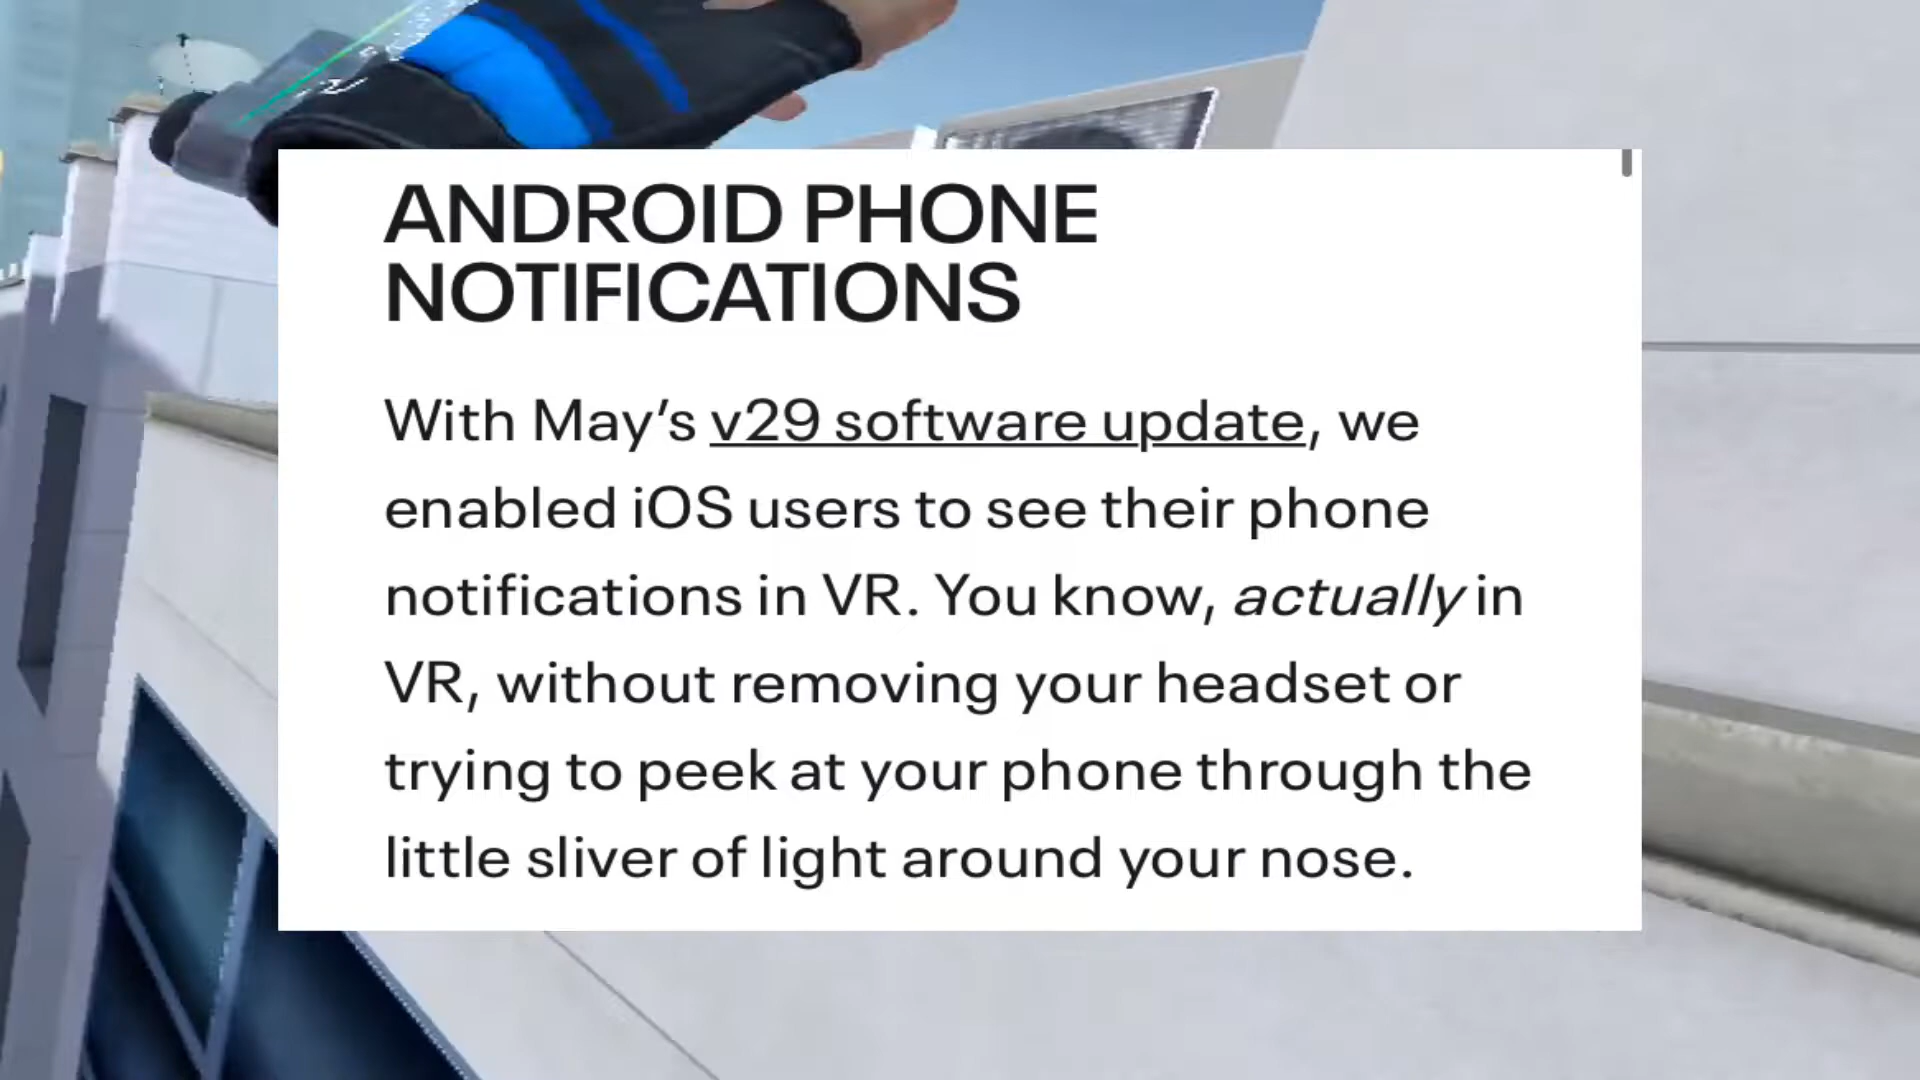 ANDROID PHONE
NOTIFICATIONS
With May’s v29 software update, we
enabled iOS users to see their phone
notifications in VR. You know, actually in
VR, without removing your headset or
trying to peek at your phone through the
little sliver of light around your nose.